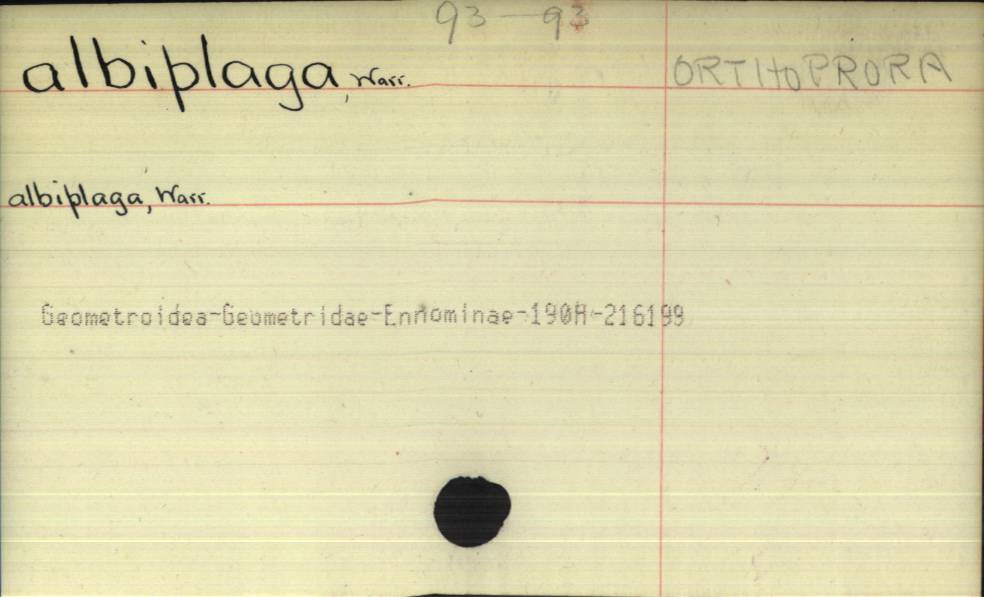 93 — 93
albiplaga, Warr. ORTHOPRORA
albiplaga, Warr.
Geometroidea-Geometridae-Ennominae-190A-216199